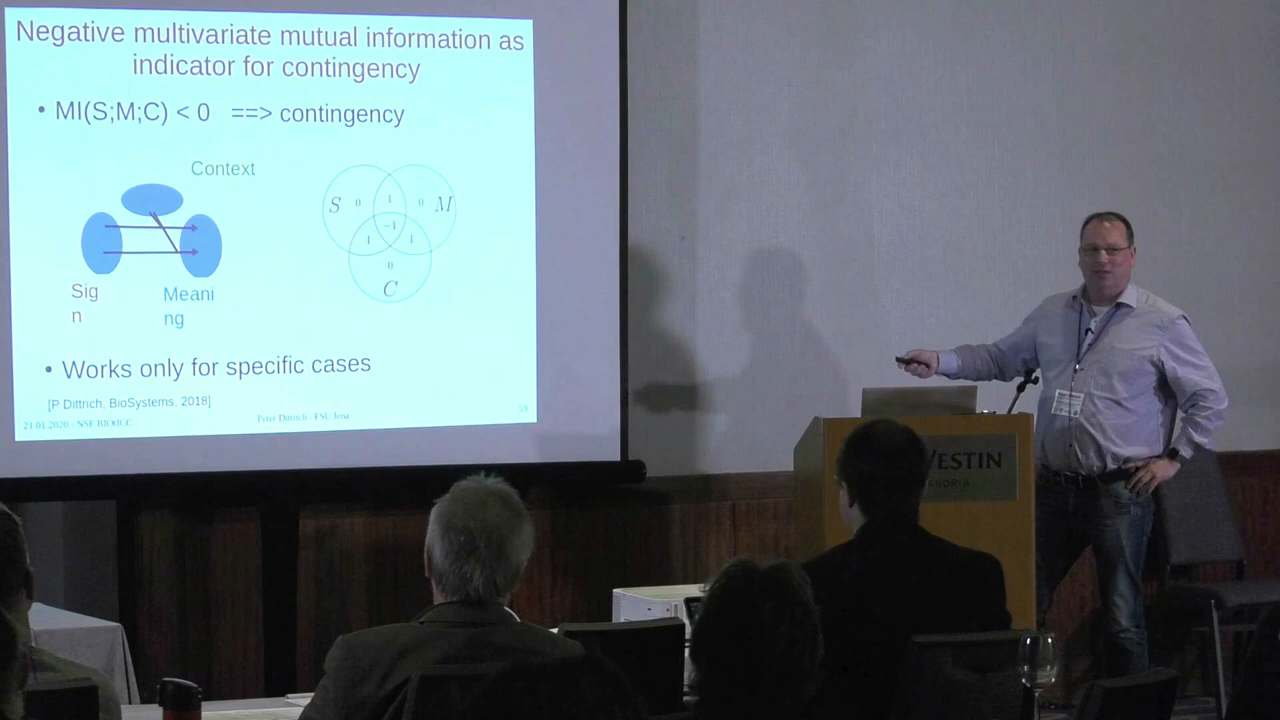 Negative multivariate mutual information as
indicator for contingency
• MI(S;M;C) < 0 ==> contingency
Context
S 0 1 0 M
-1
1 1
0
C
Sig
n
Meani
ng
• Works only for specific cases
[P Dittrich, BioSystems, 2018]
21.01.2020 - NSF BIOICC
Peter Dittrich - FSU Jena
59
WESTIN
ANDRIA